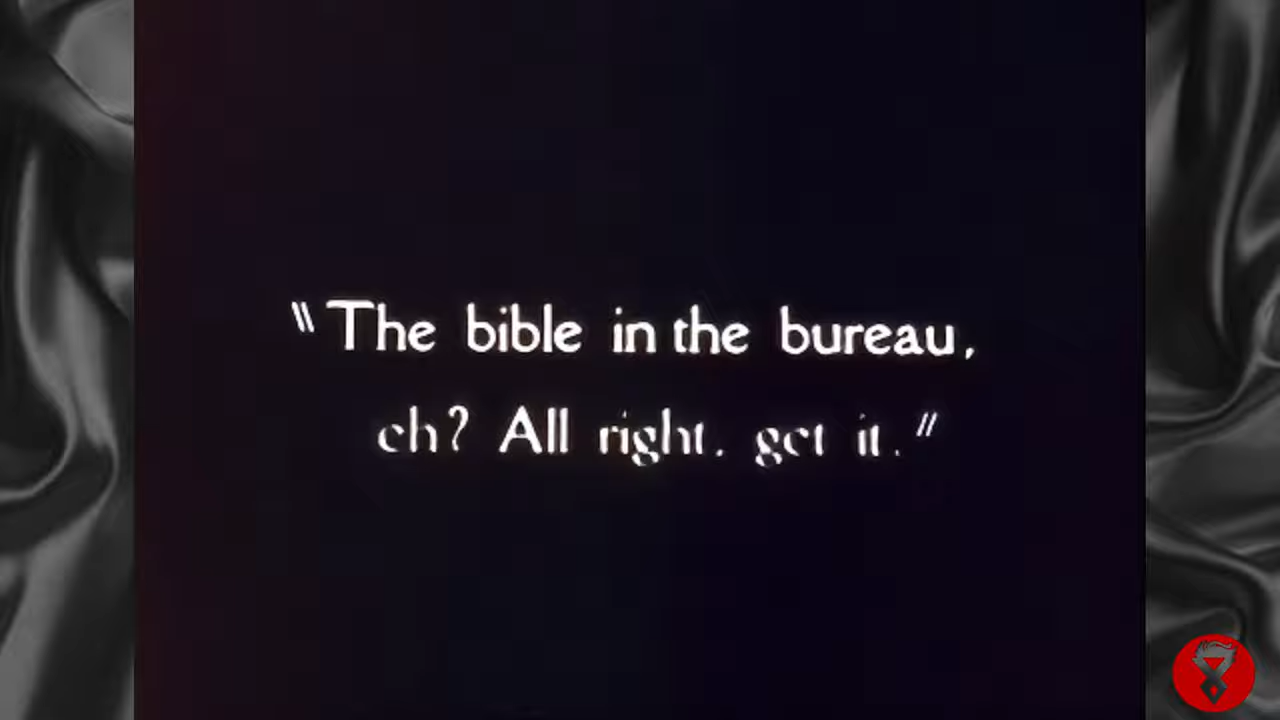 "The bible in the bureau,
eh? All right. get it."